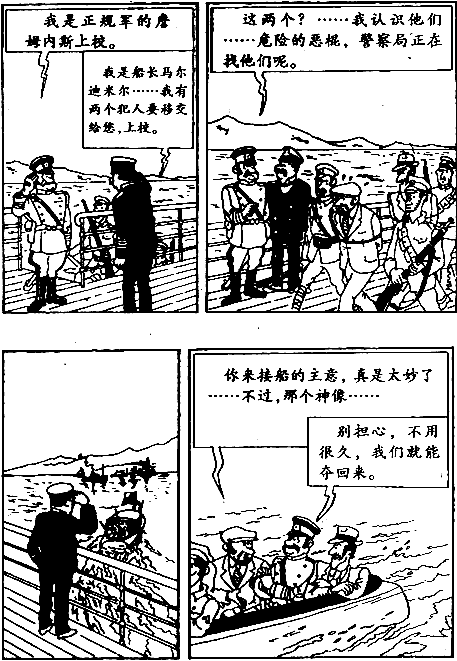 我是正规军的詹
姆内斯上校。
我是船长马尔
迪米尔……我有
两个犯人要移交
给您,上校。
这两个？……我认识他们
……危险的恶棍，警察局正在
找他们呢。
你来接船的主意，真是太妙了
……不过，那个神像……
别担心，不用
很久，我们就能
夺回来。